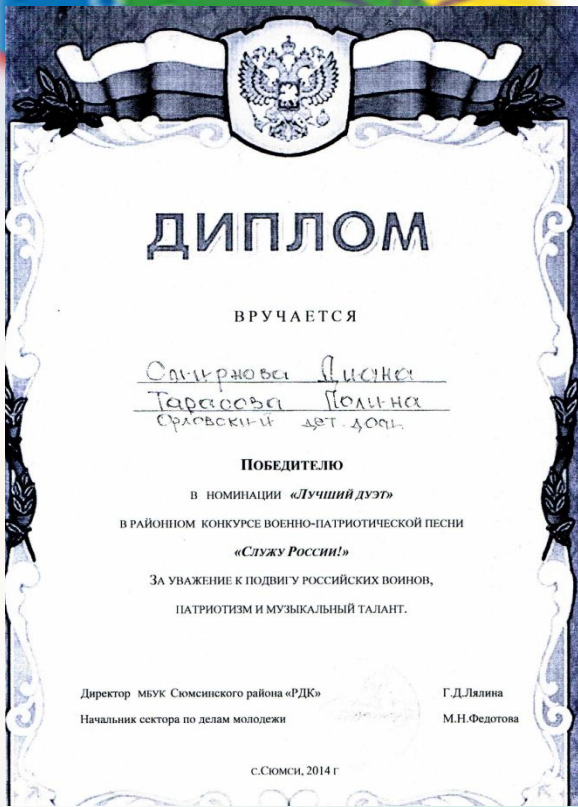 ДИПЛОМ
ВРУЧАЕТСЯ
Смирнова Диана
Тарасова Полина
Орловский дет. дом.
ПОБЕДИТЕЛЮ
В НОМИНАЦИИ «ЛУЧШИЙ ДУЭТ»
В РАЙОННОМ КОНКУРСЕ ВОЕННО-ПАТРИОТИЧЕСКОЙ ПЕСНИ
«СЛУЖУ РОССИИ!»
ЗА УВАЖЕНИЕ К ПОДВИГУ РОССИЙСКИХ ВОИНОВ,
ПАТРИОТИЗМ И МУЗЫКАЛЬНЫЙ ТАЛАНТ.
Директор МБУК Сюмсинского района «РДК» Г.Д.Лялина
Начальник сектора по делам молодежи М.Н.Федотова
С.СЮМСИ, 2014 Г